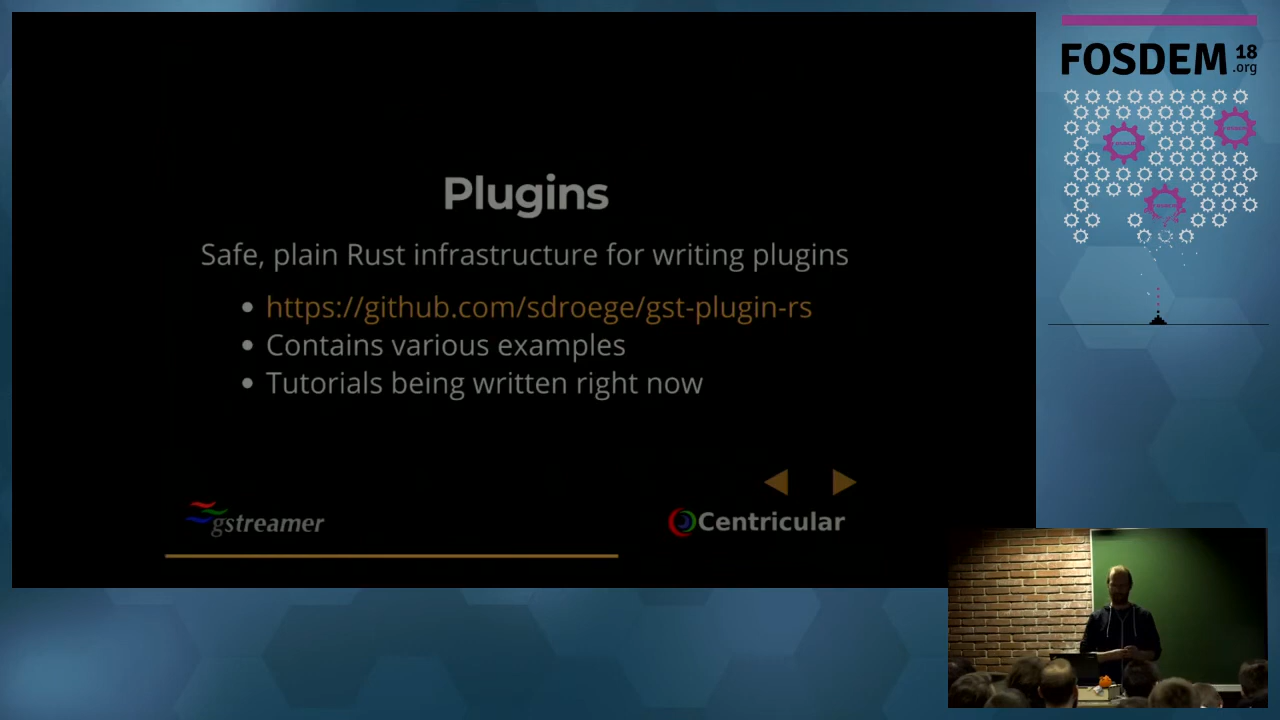 Plugins
Safe, plain Rust infrastructure for writing plugins
https://github.com/sdroege/gst-plugin-rs
Contains various examples
Tutorials being written right now
gstreamer
Centricular
FOSDEM 18
.org